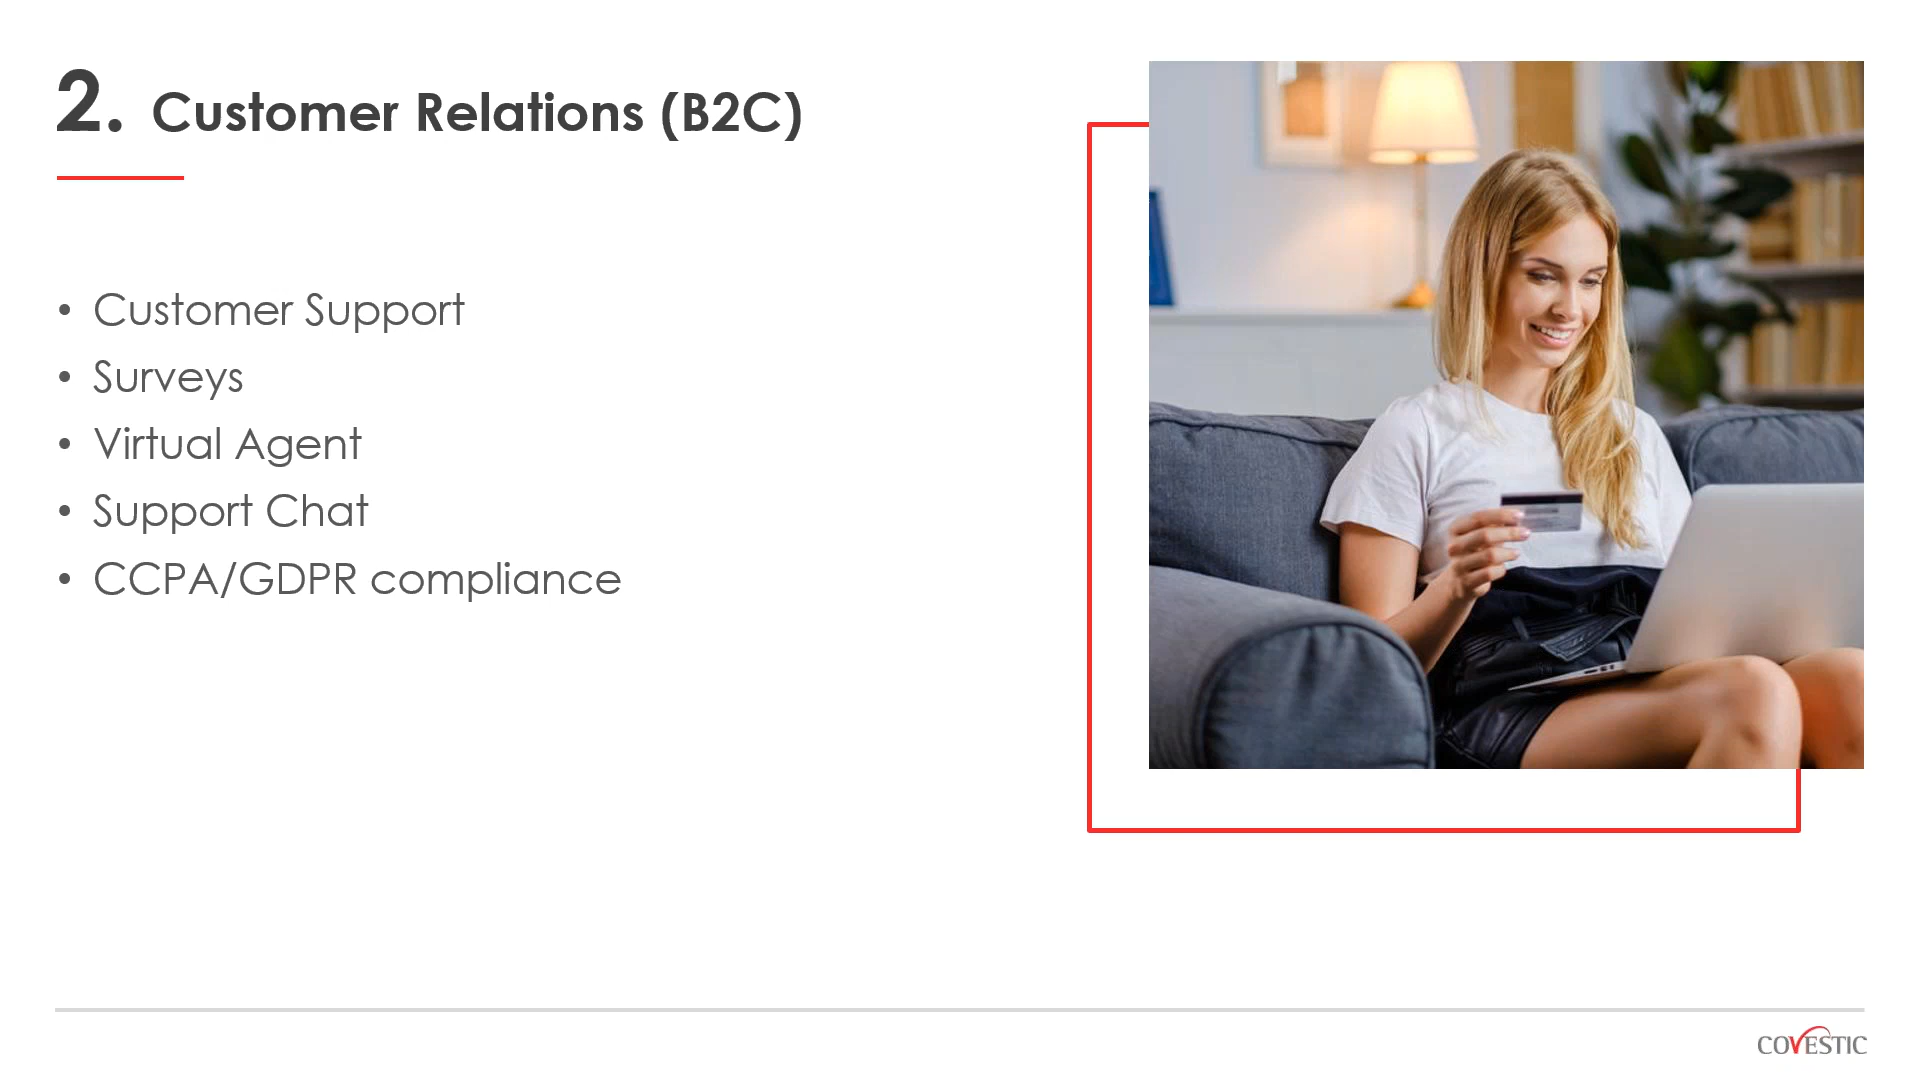 2. Customer Relations (B2C)
• Customer Support
• Surveys
• Virtual Agent
• Support Chat
• CCPA/GDPR compliance
COVESTIC